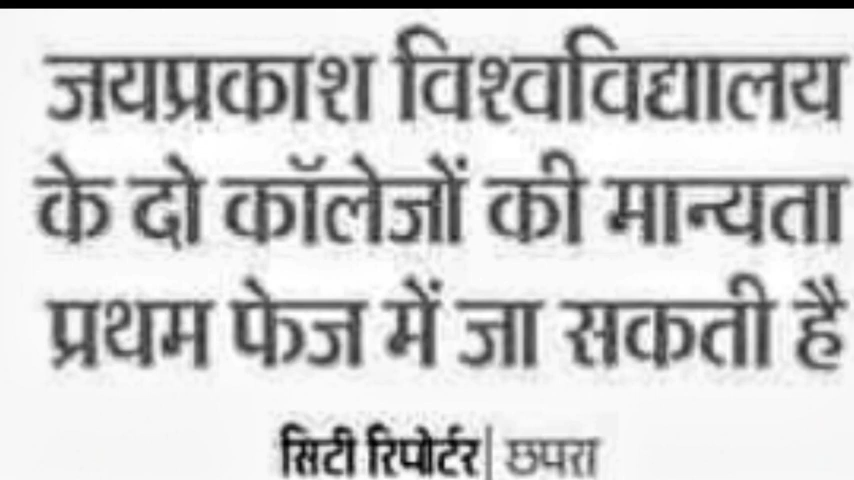 जयप्रकाश विश्वविद्यालय
के दो कॉलेजों की मान्यता
प्रथम फेज में जा सकती है
सिटी रिपोर्टर| छपरा